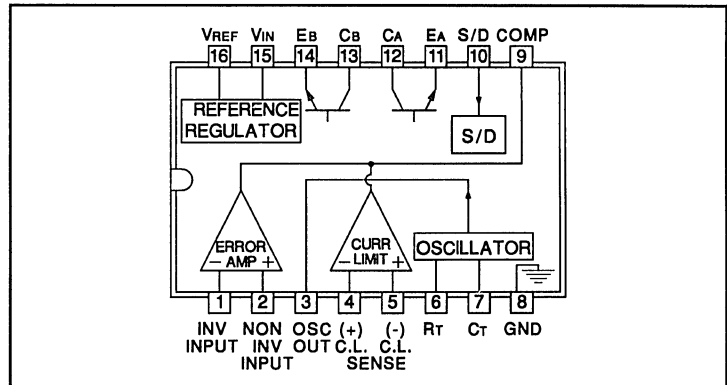 VREF VIN EB CB CA EA S/D COMP
16 15 14 13 12 11 10 9
REFERENCE
REGULATOR
S/D
ERROR
- AMP +
CURR
- LIMIT +
OSCILLATOR
1 2 3 4 5 6 7 8
INV NON OSC (+) (-) RT CT GND
INPUT INV OUT C.L. C.L.
INPUT SENSE